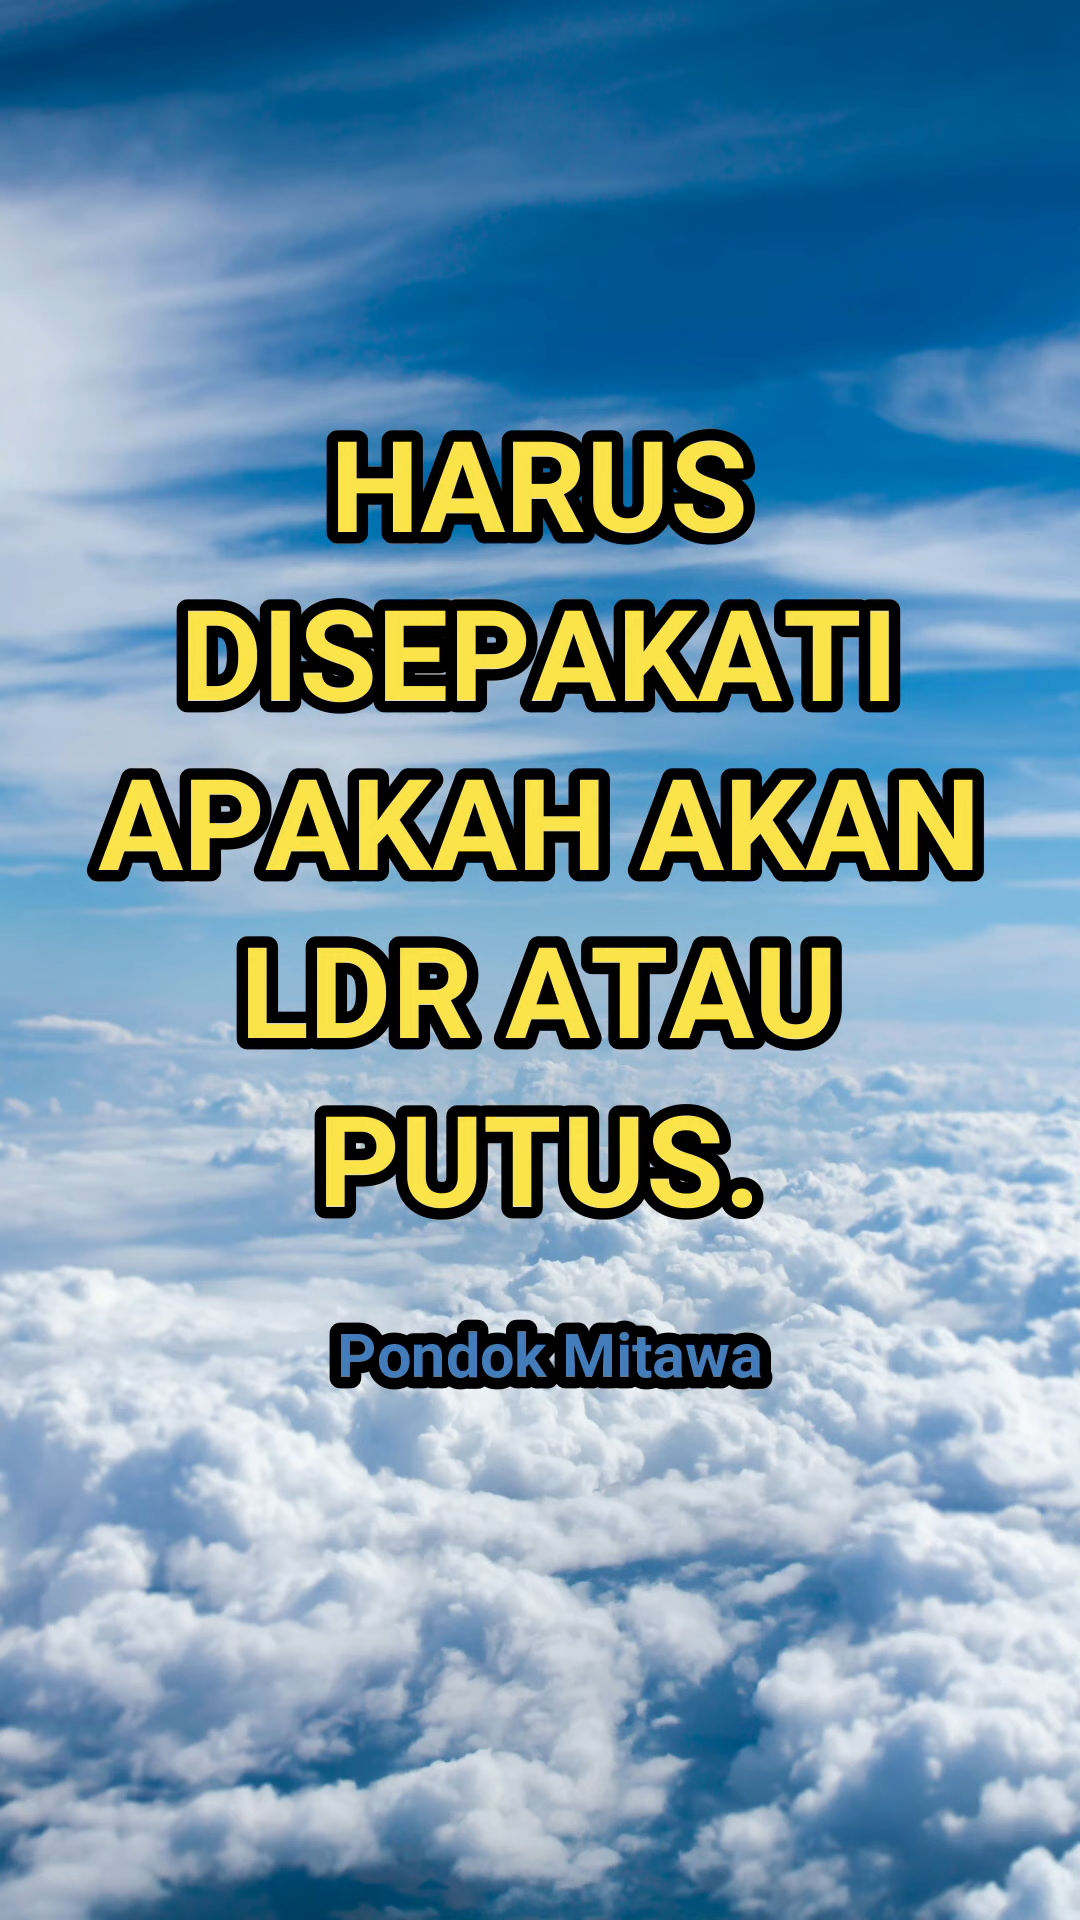 HARUS
DISEPAKATI
APAKAH AKAN
LDR ATAU
PUTUS.
Pondok Mitawa